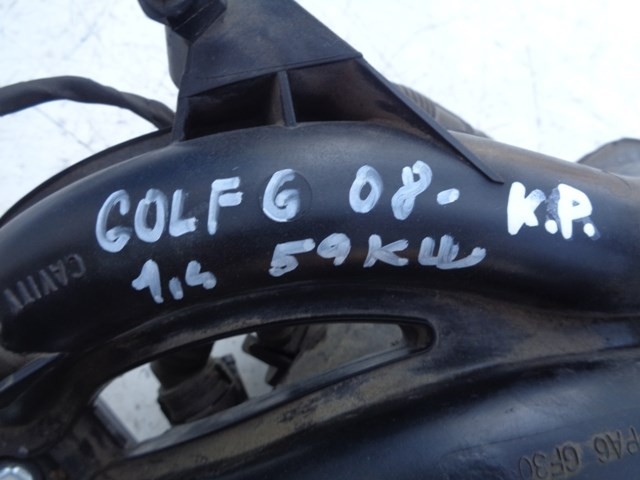 GOLF 6 08- K.P.
1,4 59KW
CAVITY
PA6 GF30